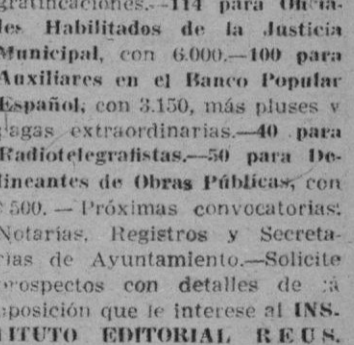 gratificaciones.—114 para Oficia-
les Habilitados de la Justicia
Municipal, con 6.000.—100 para
Auxiliares en el Banco Popular
Español, con 3.150, más pluses y
pagas extraordinarias.—40 para
Radiotelegrafistas.—50 para De-
lineantes de Obras Públicas, con
500. — Próximas convocatorias:
Notarías, Registros y Secreta-
rías de Ayuntamiento.—Solicite
prospectos con detalles de la
oposición que le interese al INS-
TITUTO EDITORIAL REUS.